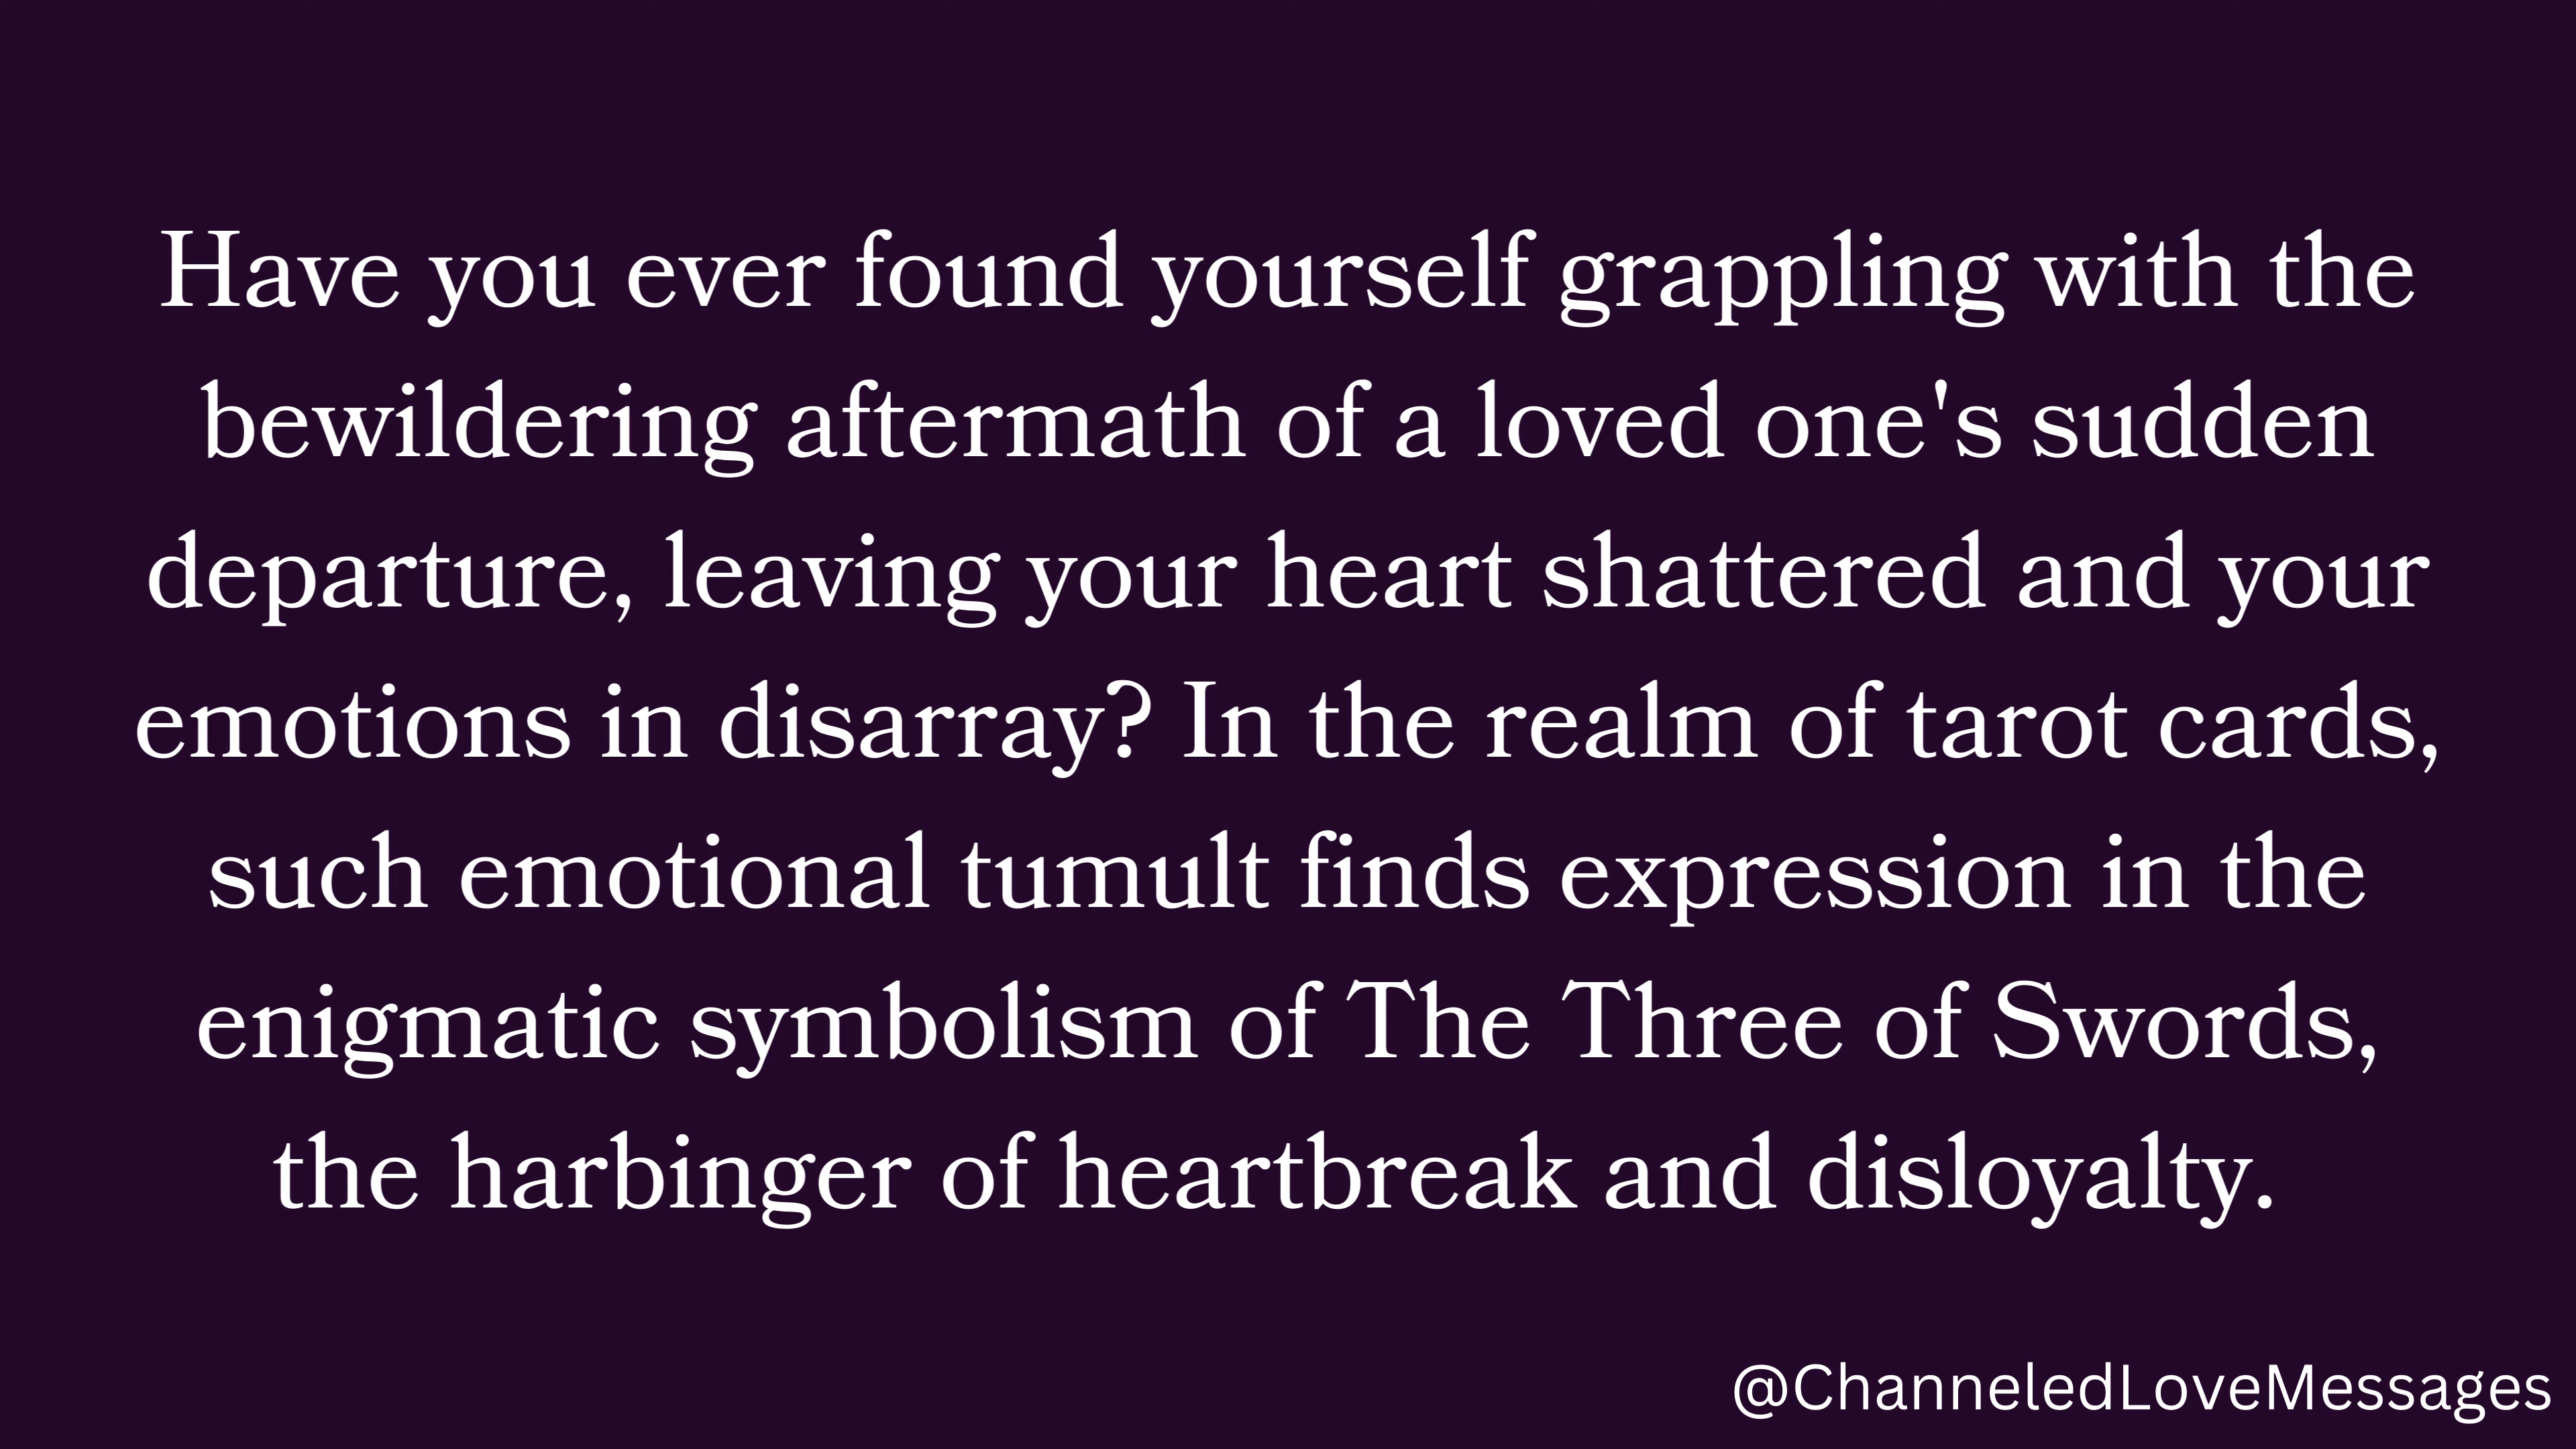 Have you ever found yourself grappling with the
bewildering aftermath of a loved one's sudden
departure, leaving your heart shattered and your
emotions in disarray? In the realm of tarot cards,
such emotional tumult finds expression in the
enigmatic symbolism of The Three of Swords,
the harbinger of heartbreak and disloyalty.
@ChanneledLoveMessages